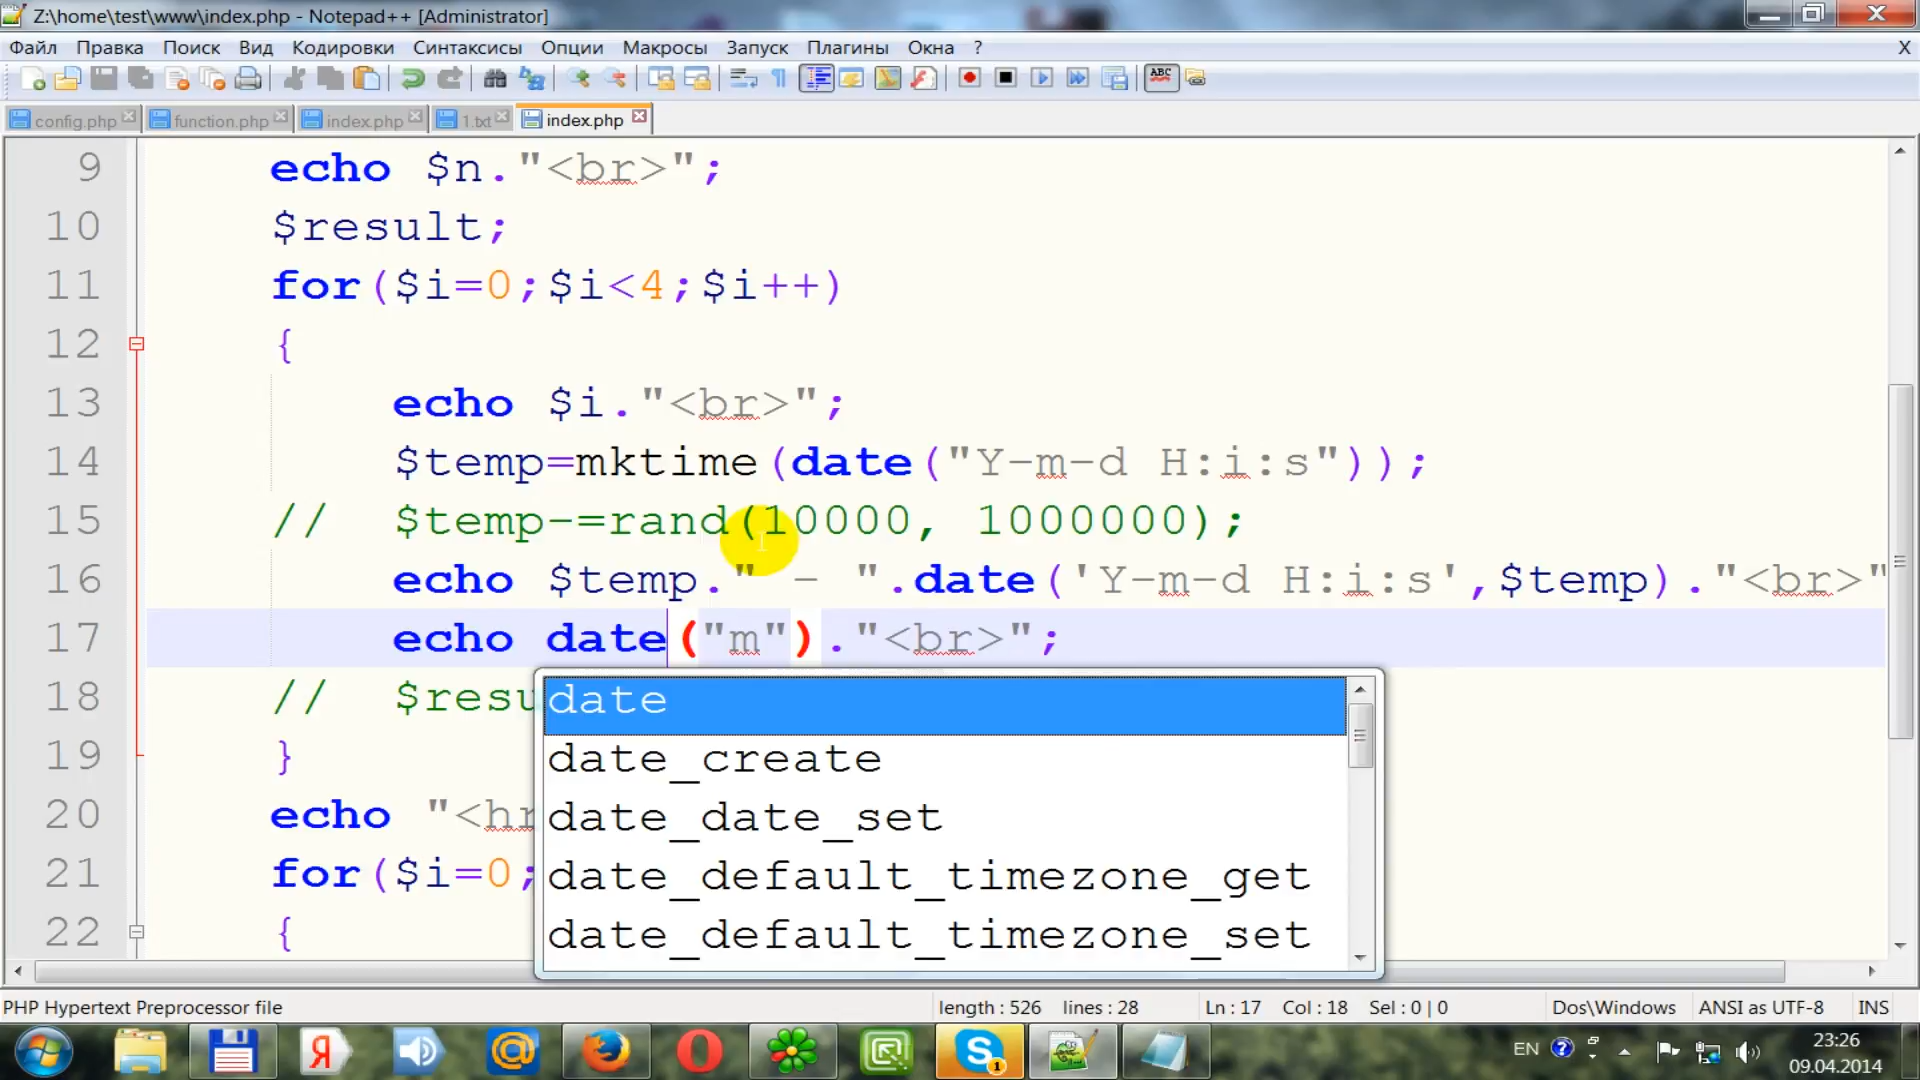 Z:\home\test\www\index.php - Notepad++ [Administrator]
Файл Правка Поиск Вид Кодировки Синтаксисы Опции Макросы Запуск Плагины Окна ? X
ABC
config.php function.php index.php 1.txt index.php
9 echo $n."<br>";
10 $result;
11 for($i=0;$i<4;$i++)
12 {
13 echo $i."<br>";
14 $temp=mktime(date("Y-m-d H:i:s"));
15 // $temp-=rand(10000, 1000000);
16 echo $temp." - ".date('Y-m-d H:i:s',$temp)."<br>"
17 echo date("m")."<br>";
18 // $resu
19 }
20 echo "<hr
21 for($i=0;
22 {
date
date_create
date_date_set
date_default_timezone_get
date_default_timezone_set
PHP Hypertext Preprocessor file length : 526 lines : 28 Ln : 17 Col : 18 Sel : 0 | 0 Dos\Windows ANSI as UTF-8 INS
EN 23:26
09.04.2014